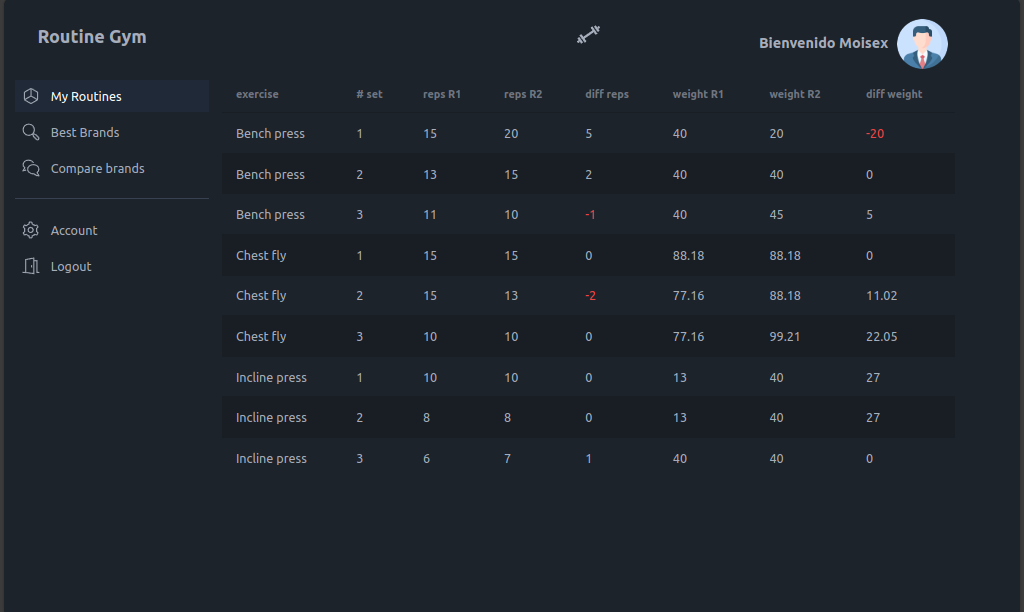 Routine Gym
Bienvenido Moisex
My Routines
Best Brands
Compare brands
Account
Logout
exercise # set reps R1 reps R2 diff reps weight R1 weight R2 diff weight
Bench press 1 15 20 5 40 20 -20
Bench press 2 13 15 2 40 40 0
Bench press 3 11 10 -1 40 45 5
Chest fly 1 15 15 0 88.18 88.18 0
Chest fly 2 15 13 -2 77.16 88.18 11.02
Chest fly 3 10 10 0 77.16 99.21 22.05
Incline press 1 10 10 0 13 40 27
Incline press 2 8 8 0 13 40 27
Incline press 3 6 7 1 40 40 0